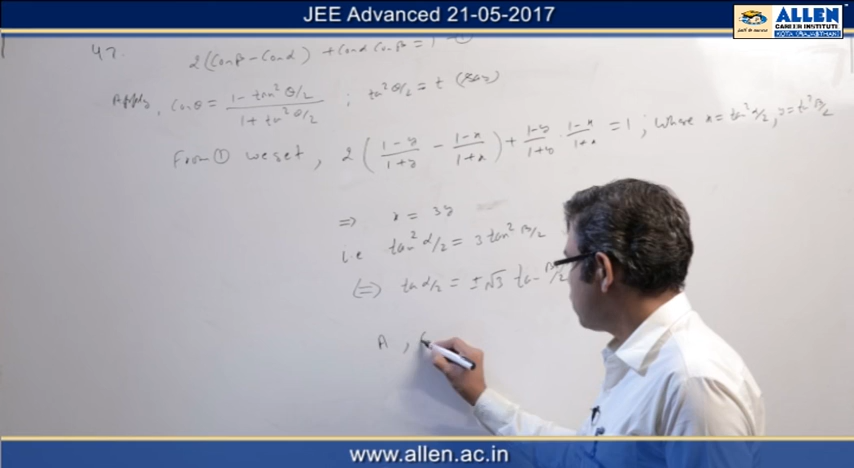 JEE Advanced 21-05-2017
ALLEN
CAREER INSTITUTE
KOTA (RAJASTHAN)
47. 2(Cosβ - Cosα) + Cosα Cosβ = 1 - ①
Apply, Cosθ = (1 - tan²θ/2)/(1 + tan²θ/2) ; tan²θ/2 = t (say)
From ① we get, 2((1-y)/(1+y) - (1-x)/(1+x)) + (1-y)/(1+y) · (1-x)/(1+x) = 1 ; where x = tan²α/2, y = tan²β/2
⇒ x = 3y
i.e tan²α/2 = 3 tan²β/2
(⇒) tan α/2 = ±√3 tan β/2
A ,
www.allen.ac.in